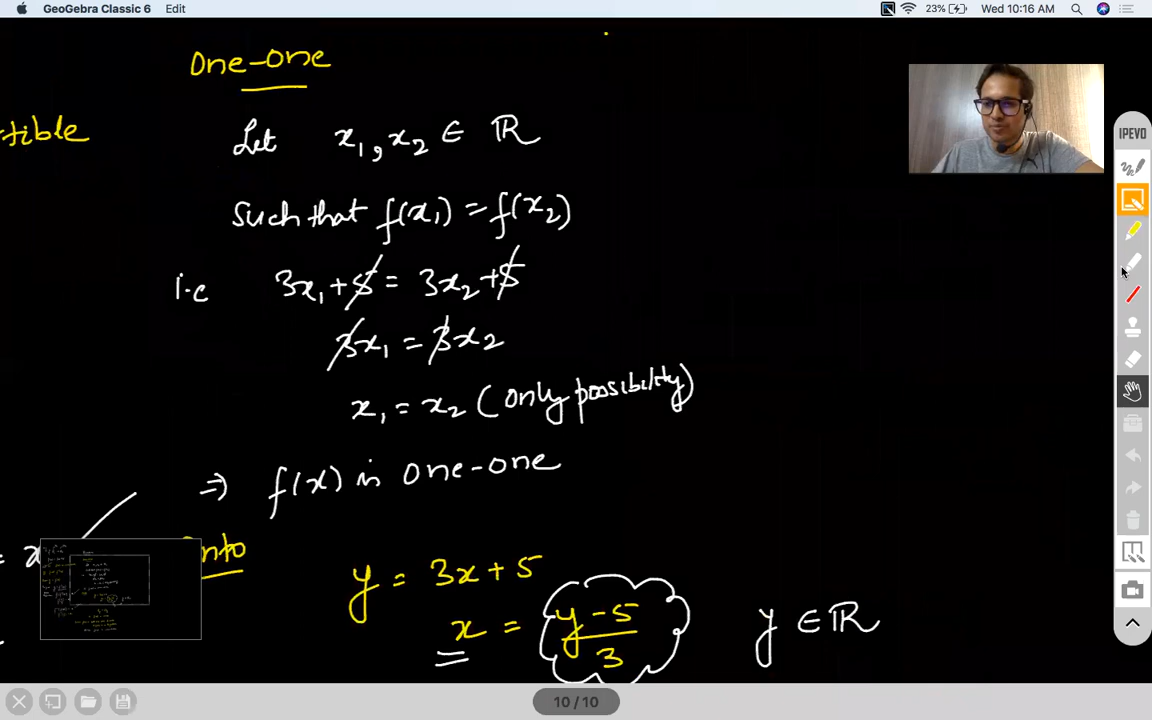 GeoGebra Classic 6 Edit 23% Wed 10:16 AM
One-one
IPEVO
tible
Let x₁, x₂ ∈ ℝ
Such that f(x₁) = f(x₂)
i.e 3x₁ + 5 = 3x₂ + 5
3x₁ = 3x₂
x₁ = x₂ (only possibility)
⇒ f(x) is one-one
= x
onto
y = 3x + 5
x = (y - 5)/3 y ∈ ℝ
10 / 10